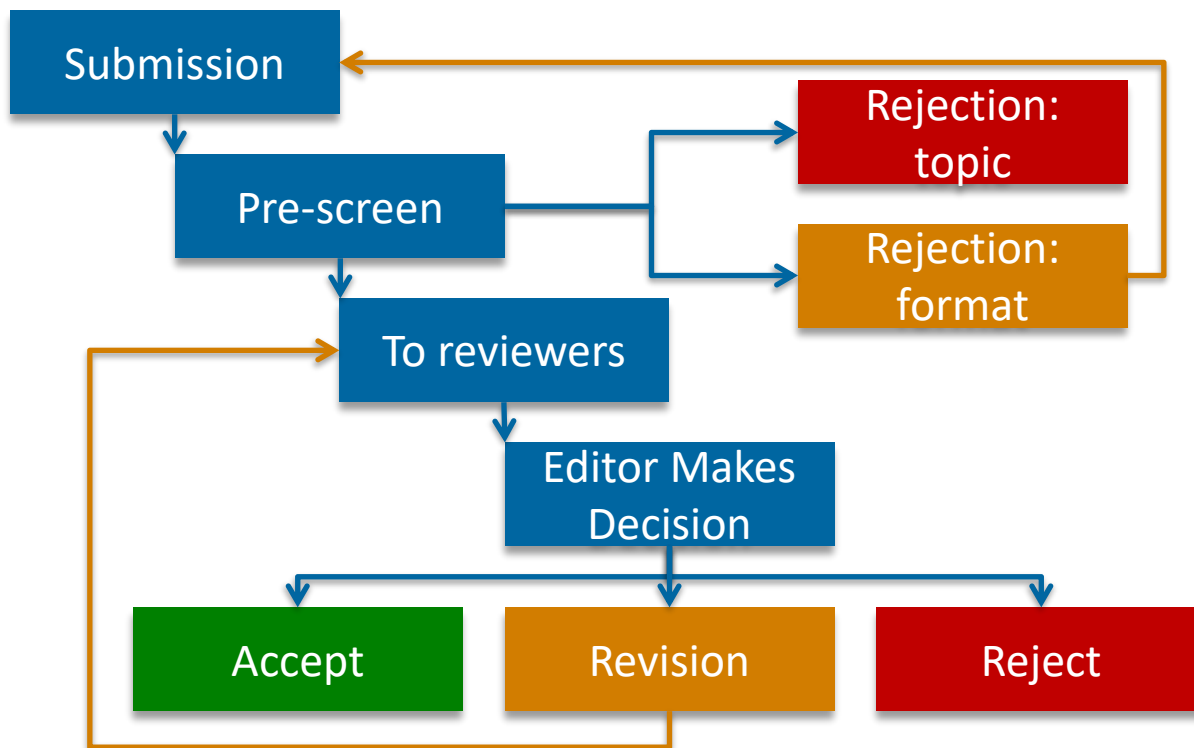 Submission
Rejection:
topic
Pre-screen
Rejection:
format
To reviewers
Editor Makes
Decision
Accept
Revision
Reject